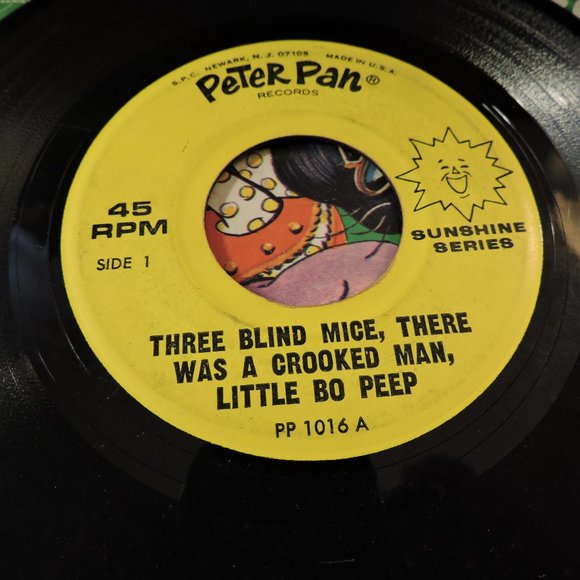 S.P.C. NEWARK, N. J. 07105 MADE IN U.S.A.
PETER PAN®
RECORDS
45
RPM
SIDE 1
SUNSHINE
SERIES
THREE BLIND MICE, THERE
WAS A CROOKED MAN,
LITTLE BO PEEP
PP 1016 A